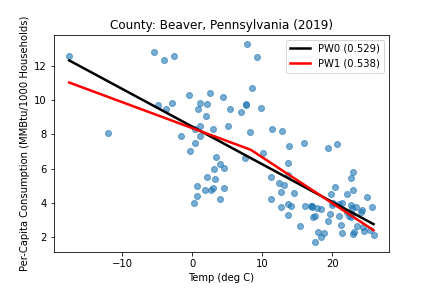 County: Beaver, Pennsylvania (2019)
Per-Capita Consumption (MMBtu/1000 Households)
12
10
8
6
4
2
PW0 (0.529)
PW1 (0.538)
−10 0 10 20
Temp (deg C)